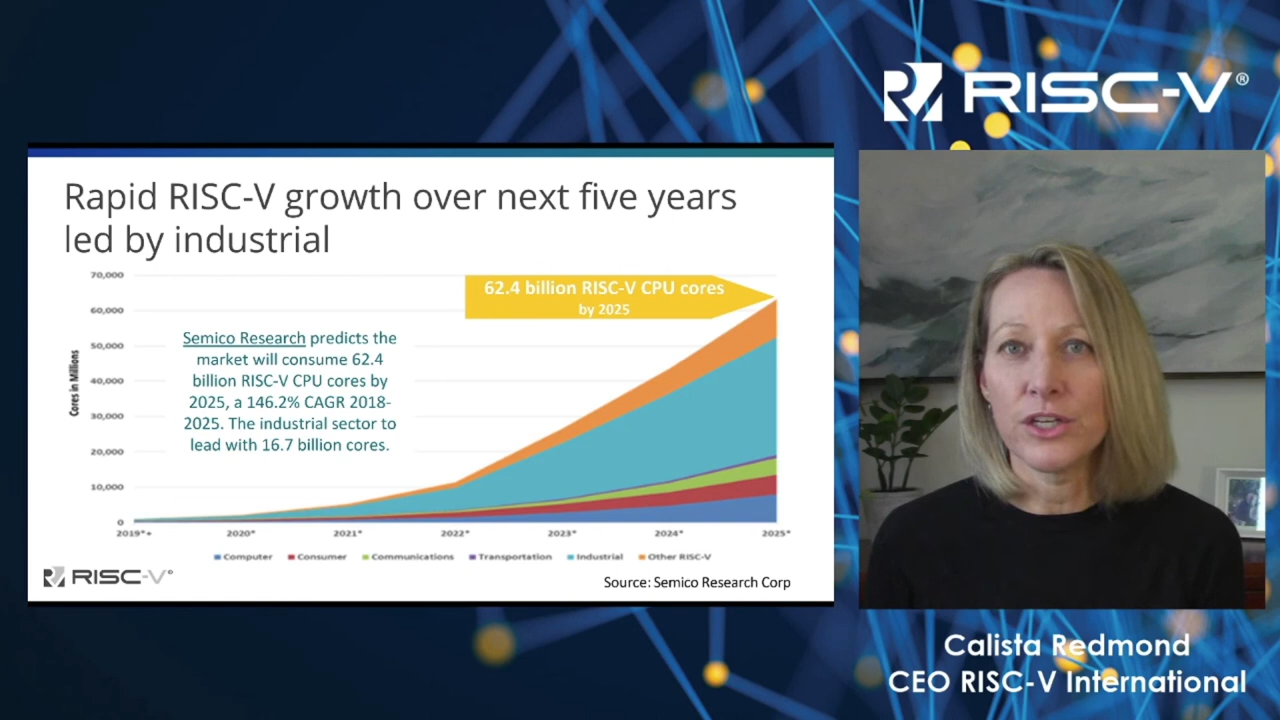 RISC-V®
Rapid RISC-V growth over next five years
led by industrial
70,000
60,000
50,000
40,000
30,000
20,000
10,000
0
Cores in Millions
62.4 billion RISC-V CPU cores
by 2025
Semico Research predicts the
market will consume 62.4
billion RISC-V CPU cores by
2025, a 146.2% CAGR 2018-
2025. The industrial sector to
lead with 16.7 billion cores.
2019*+ 2020* 2021* 2022* 2023* 2024* 2025*
Computer Consumer Communications Transportation Industrial Other RISC-V
RISC-V®
Source: Semico Research Corp
Calista Redmond
CEO RISC-V International